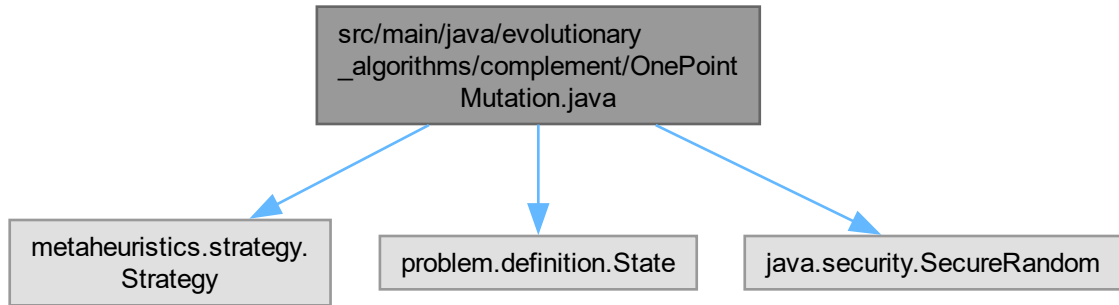 src/main/java/evolutionary
_algorithms/complement/OnePoint
Mutation.java
metaheuristics.strategy.
Strategy
problem.definition.State
java.security.SecureRandom